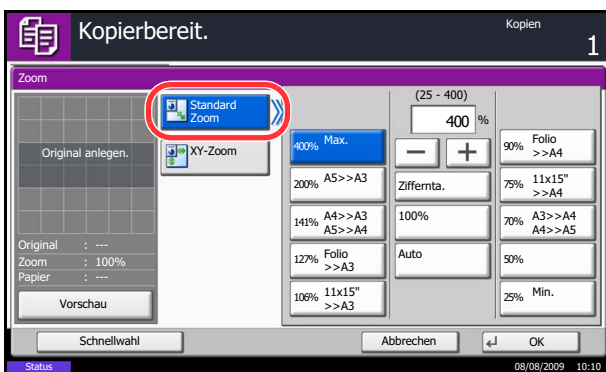 Kopierbereit.
Kopien
1
Zoom
Original anlegen.
Original : ---
Zoom : 100%
Papier : ---
Vorschau
Standard
Zoom
XY-Zoom
400% Max.
200% A5>>A3
141% A4>>A3
A5>>A4
127% Folio
>>A3
106% 11x15"
>>A3
(25 - 400)
400 %
Ziffernta.
100%
Auto
90% Folio
>>A4
75% 11x15"
>>A4
70% A3>>A4
A4>>A5
50%
25% Min.
Schnellwahl
Abbrechen
OK
Status
08/08/2009 10:10